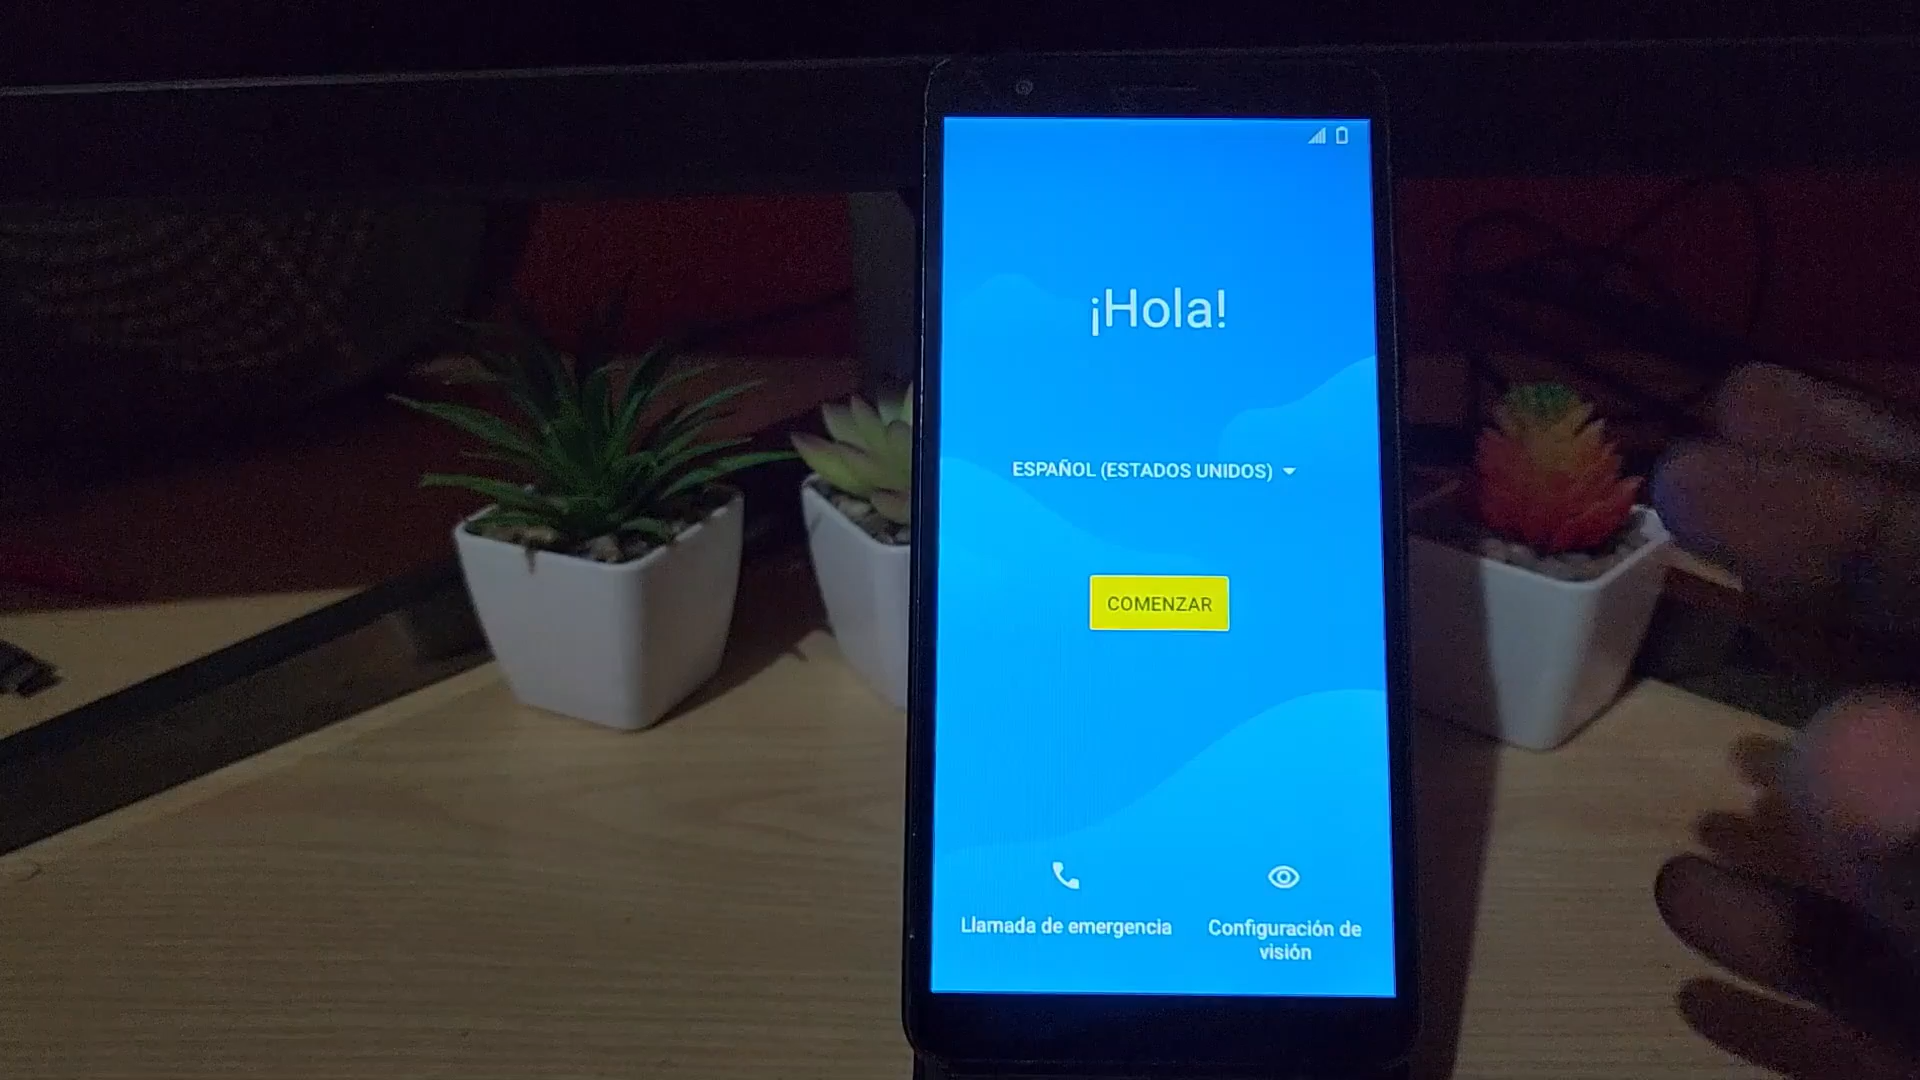 ¡Hola!
ESPAÑOL (ESTADOS UNIDOS)
COMENZAR
Llamada de emergencia
Configuración de
visión